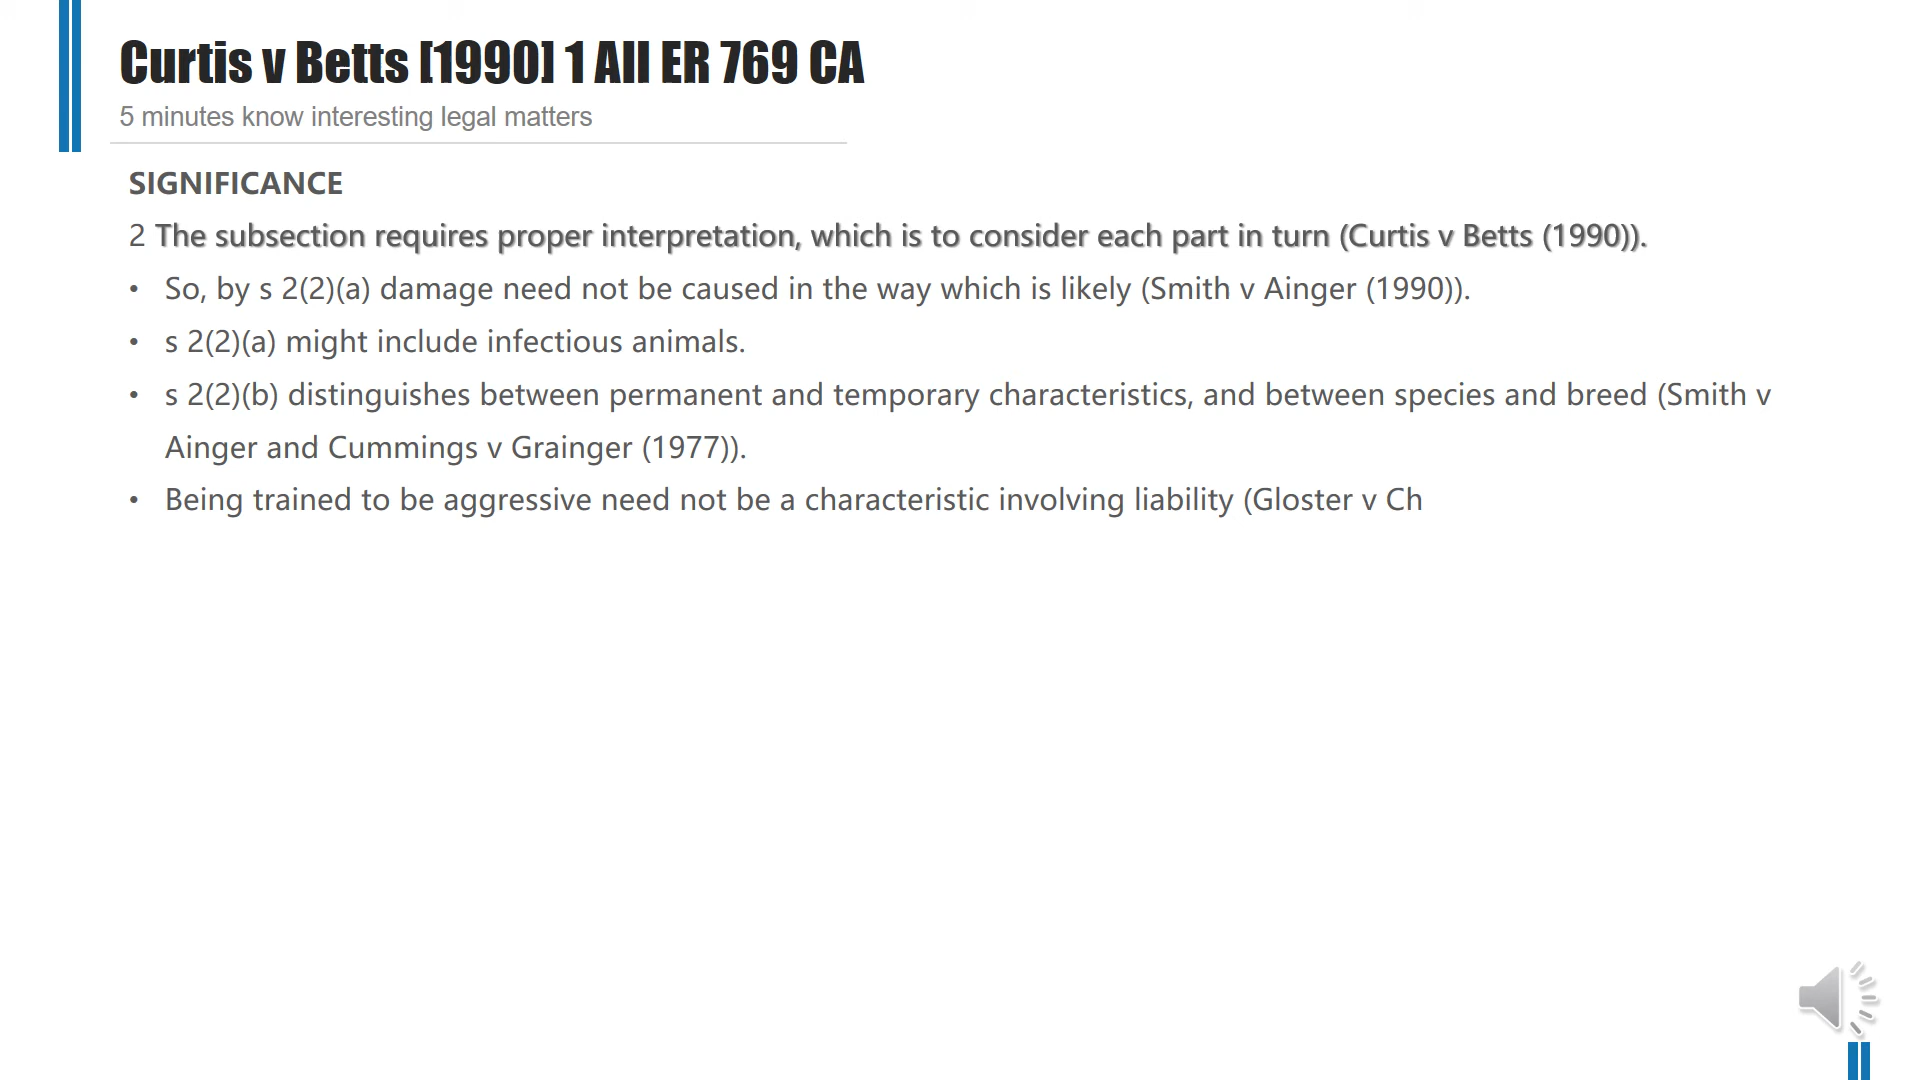 Curtis v Betts [1990] 1 All ER 769 CA
5 minutes know interesting legal matters
SIGNIFICANCE
2 The subsection requires proper interpretation, which is to consider each part in turn (Curtis v Betts (1990)).
• So, by s 2(2)(a) damage need not be caused in the way which is likely (Smith v Ainger (1990)).
• s 2(2)(a) might include infectious animals.
• s 2(2)(b) distinguishes between permanent and temporary characteristics, and between species and breed (Smith v
Ainger and Cummings v Grainger (1977)).
• Being trained to be aggressive need not be a characteristic involving liability (Gloster v Ch